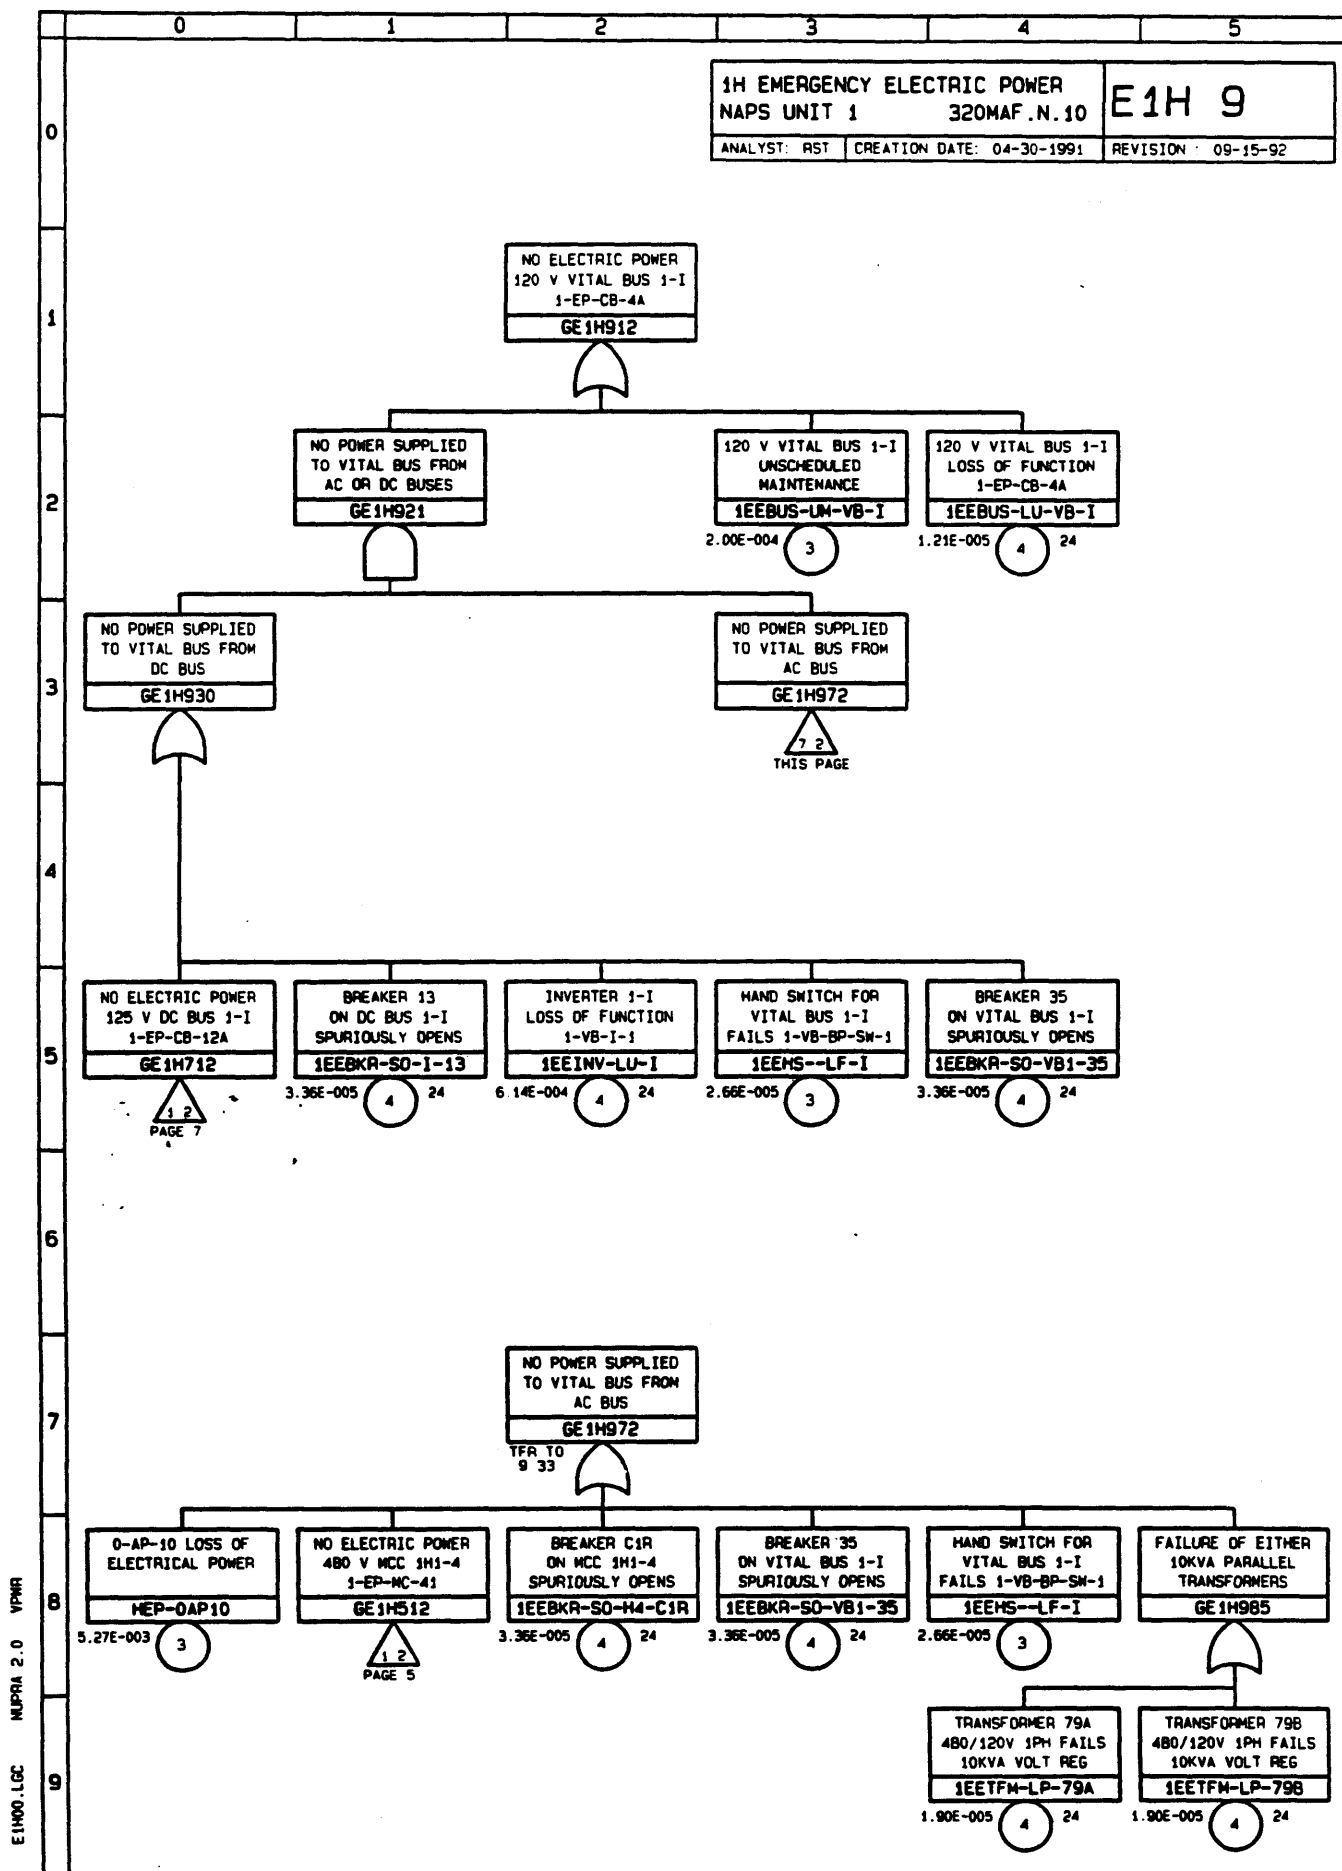 0 1 2 3 4 5
1H EMERGENCY ELECTRIC POWER
NAPS UNIT 1 320MAF.N.10
E1H 9
ANALYST: RST CREATION DATE: 04-30-1991 REVISION : 09-15-92
0
NO ELECTRIC POWER
120 V VITAL BUS 1-I
1-EP-CB-4A
GE1H912
1
NO POWER SUPPLIED
TO VITAL BUS FROM
AC OR DC BUSES
GE1H921
120 V VITAL BUS 1-I
UNSCHEDULED
MAINTENANCE
1EEBUS-UM-VB-I
2.00E-004 3
120 V VITAL BUS 1-I
LOSS OF FUNCTION
1-EP-CB-4A
1EEBUS-LU-VB-I
1.21E-005 4 24
2
NO POWER SUPPLIED
TO VITAL BUS FROM
DC BUS
GE1H930
NO POWER SUPPLIED
TO VITAL BUS FROM
AC BUS
GE1H972
7 2
THIS PAGE
3
4
NO ELECTRIC POWER
125 V DC BUS 1-I
1-EP-CB-12A
GE1H712
1 2
PAGE 7
BREAKER 13
ON DC BUS 1-I
SPURIOUSLY OPENS
1EEBKR-SO-I-13
3.36E-005 4 24
INVERTER 1-I
LOSS OF FUNCTION
1-VB-I-1
1EEINV-LU-I
6.14E-004 4 24
HAND SWITCH FOR
VITAL BUS 1-I
FAILS 1-VB-BP-SW-1
1EEHS--LF-I
2.66E-005 3
BREAKER 35
ON VITAL BUS 1-I
SPURIOUSLY OPENS
1EEBKR-SO-VB1-35
3.36E-005 4 24
5
6
NO POWER SUPPLIED
TO VITAL BUS FROM
AC BUS
GE1H972
TFR TO
9 33
7
0-AP-10 LOSS OF
ELECTRICAL POWER
HEP-OAP10
5.27E-003 3
NO ELECTRIC POWER
480 V MCC 1H1-4
1-EP-MC-41
GE1H512
1 2
PAGE 5
BREAKER C1R
ON MCC 1H1-4
SPURIOUSLY OPENS
1EEBKR-SO-H4-C1R
3.36E-005 4 24
BREAKER 35
ON VITAL BUS 1-I
SPURIOUSLY OPENS
1EEBKR-SO-VB1-35
3.36E-005 4 24
HAND SWITCH FOR
VITAL BUS 1-I
FAILS 1-VB-BP-SW-1
1EEHS--LF-I
2.66E-005 3
FAILURE OF EITHER
10KVA PARALLEL
TRANSFORMERS
GE1H985
8
TRANSFORMER 79A
480/120V 1PH FAILS
10KVA VOLT REG
1EETFM-LP-79A
1.90E-005 4 24
TRANSFORMER 79B
480/120V 1PH FAILS
10KVA VOLT REG
1EETFM-LP-79B
1.90E-005 4 24
9
E1H00.LGC NUPRA 2.0 VPWR